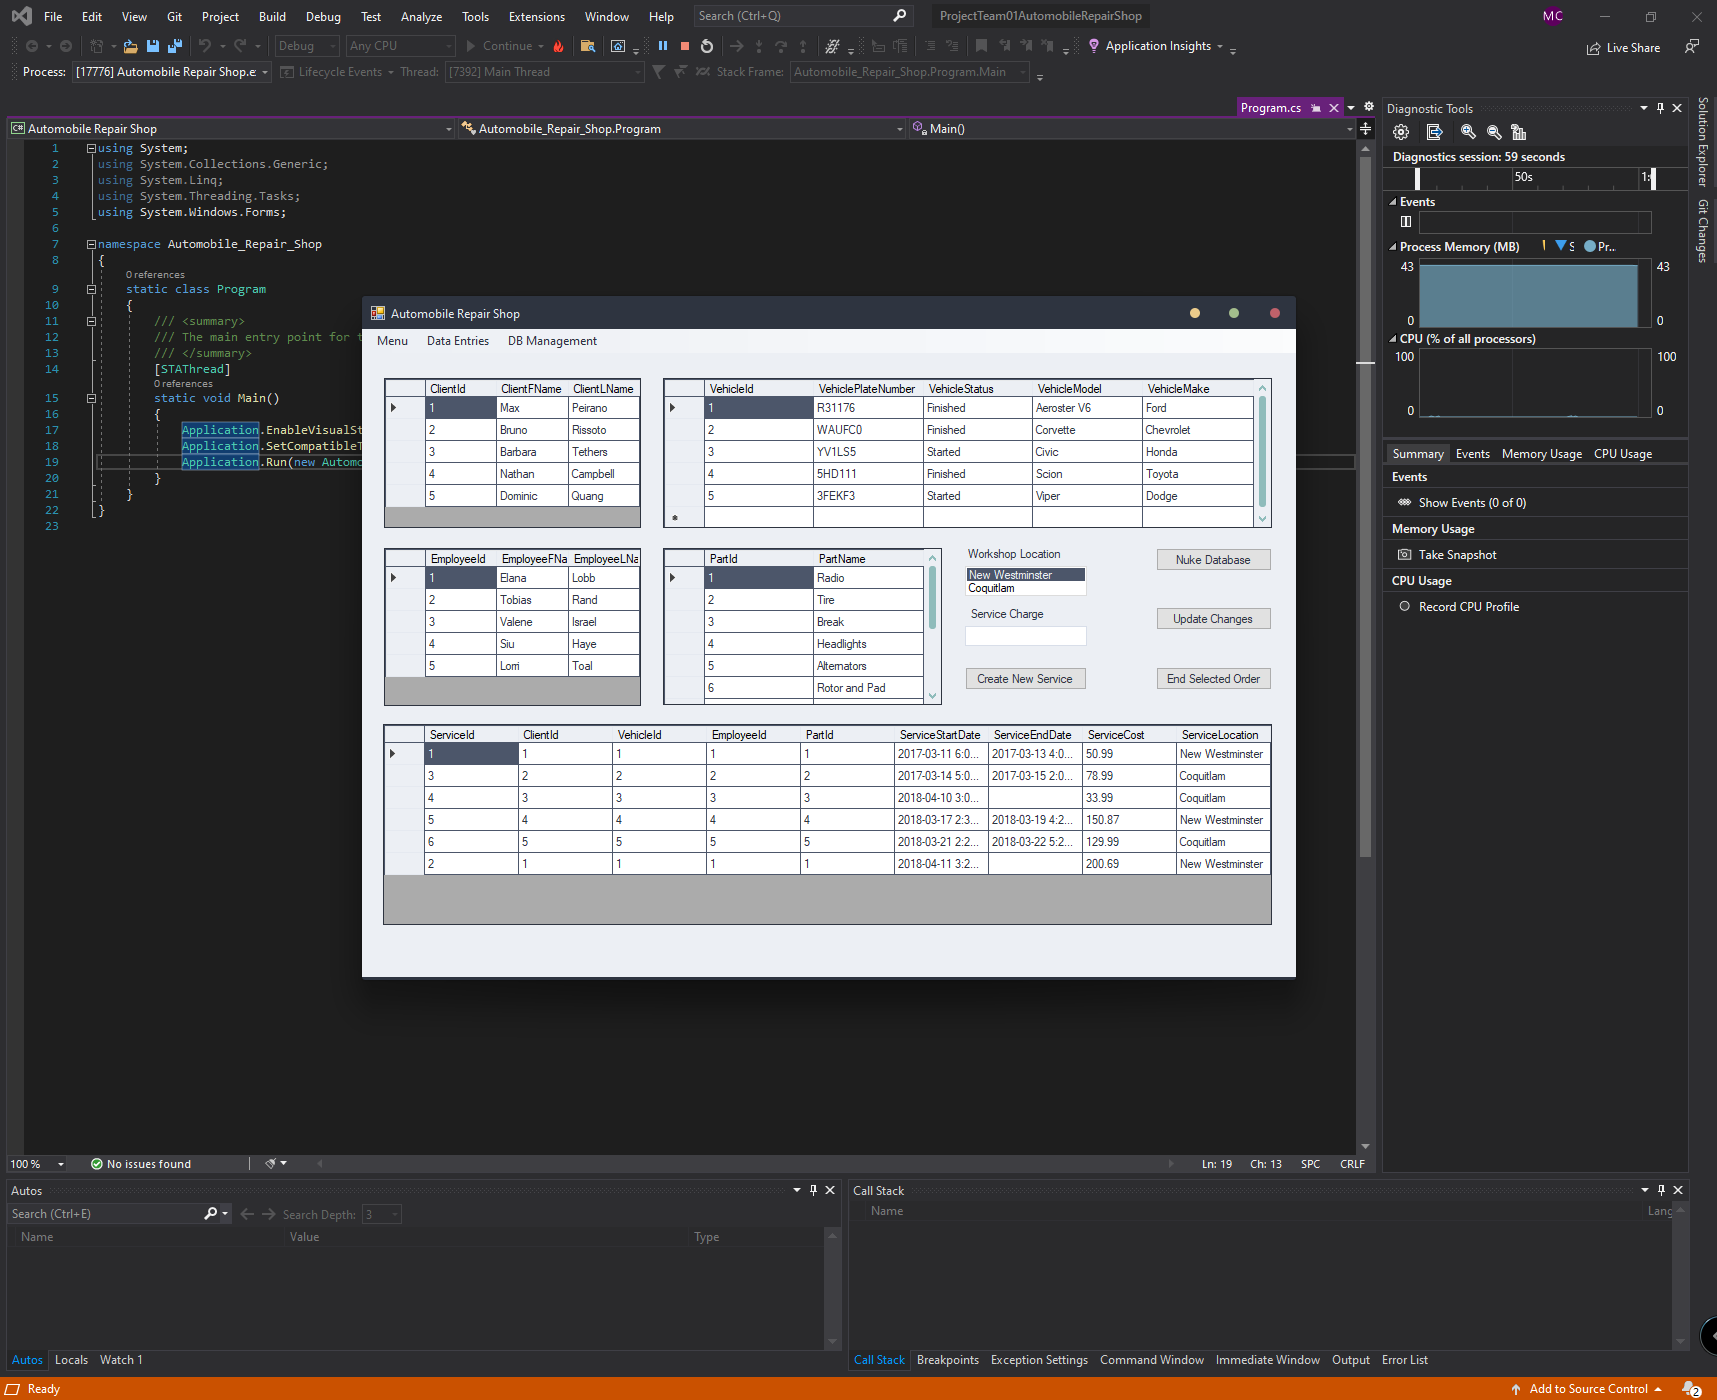 File Edit View Git Project Build Debug Test Analyze Tools Extensions Window Help Search (Ctrl+Q) ProjectTeam01AutomobileRepairShop MC
Debug Any CPU Continue Application Insights Live Share
Process: [17776] Automobile Repair Shop.e Lifecycle Events Thread: [7392] Main Thread Stack Frame: Automobile_Repair_Shop.Program.Main
Program.cs
C# Automobile Repair Shop Automobile_Repair_Shop.Program Main()
1 using System;
2 using System.Collections.Generic;
3 using System.Linq;
4 using System.Threading.Tasks;
5 using System.Windows.Forms;
6
7 namespace Automobile_Repair_Shop
8 {
0 references
9 static class Program
10 {
11 /// <summary>
12 /// The main entry point for t
13 /// </summary>
14 [STAThread]
0 references
15 static void Main()
16 {
17 Application.EnableVisualSt
18 Application.SetCompatibleT
19 Application.Run(new Automo
20 }
21 }
22 }
23
Automobile Repair Shop
Menu Data Entries DB Management
ClientId ClientFName ClientLName
1 Max Peirano
2 Bruno Rissoto
3 Barbara Tethers
4 Nathan Campbell
5 Dominic Quang
VehicleId VehiclePlateNumber VehicleStatus VehicleModel VehicleMake
1 R31176 Finished Aeroster V6 Ford
2 WAUFC0 Finished Corvette Chevrolet
3 YV1LS5 Started Civic Honda
4 5HD111 Finished Scion Toyota
5 3FEKF3 Started Viper Dodge
*
EmployeeId EmployeeFNa EmployeeLNa
1 Elana Lobb
2 Tobias Rand
3 Valene Israel
4 Siu Haye
5 Lorri Toal
PartId PartName
1 Radio
2 Tire
3 Break
4 Headlights
5 Alternators
6 Rotor and Pad
Workshop Location
New Westminster
Coquitlam
Service Charge
Create New Service
Nuke Database
Update Changes
End Selected Order
ServiceId ClientId VehicleId EmployeeId PartId ServiceStartDate ServiceEndDate ServiceCost ServiceLocation
1 1 1 1 1 2017-03-11 6:0... 2017-03-13 4:0... 50.99 New Westminster
3 2 2 2 2 2017-03-14 5:0... 2017-03-15 2:0... 78.99 Coquitlam
4 3 3 3 3 2018-04-10 3:0... 33.99 Coquitlam
5 4 4 4 4 2018-03-17 2:3... 2018-03-19 4:2... 150.87 New Westminster
6 5 5 5 5 2018-03-21 2:2... 2018-03-22 5:2... 129.99 Coquitlam
2 1 1 1 1 2018-04-11 3:2... 200.69 New Westminster
Diagnostic Tools
Diagnostics session: 59 seconds
50s
Events
Process Memory (MB) S Pr..
43 43
0 0
CPU (% of all processors)
100 100
0 0
Summary Events Memory Usage CPU Usage
Events
Show Events (0 of 0)
Memory Usage
Take Snapshot
CPU Usage
Record CPU Profile
Solution Explorer
Git Changes
100 % No issues found Ln: 19 Ch: 13 SPC CRLF
Autos
Search (Ctrl+E) Search Depth: 3
Name Value Type
Autos Locals Watch 1
Call Stack
Name Lang
Call Stack Breakpoints Exception Settings Command Window Immediate Window Output Error List
Ready Add to Source Control 2